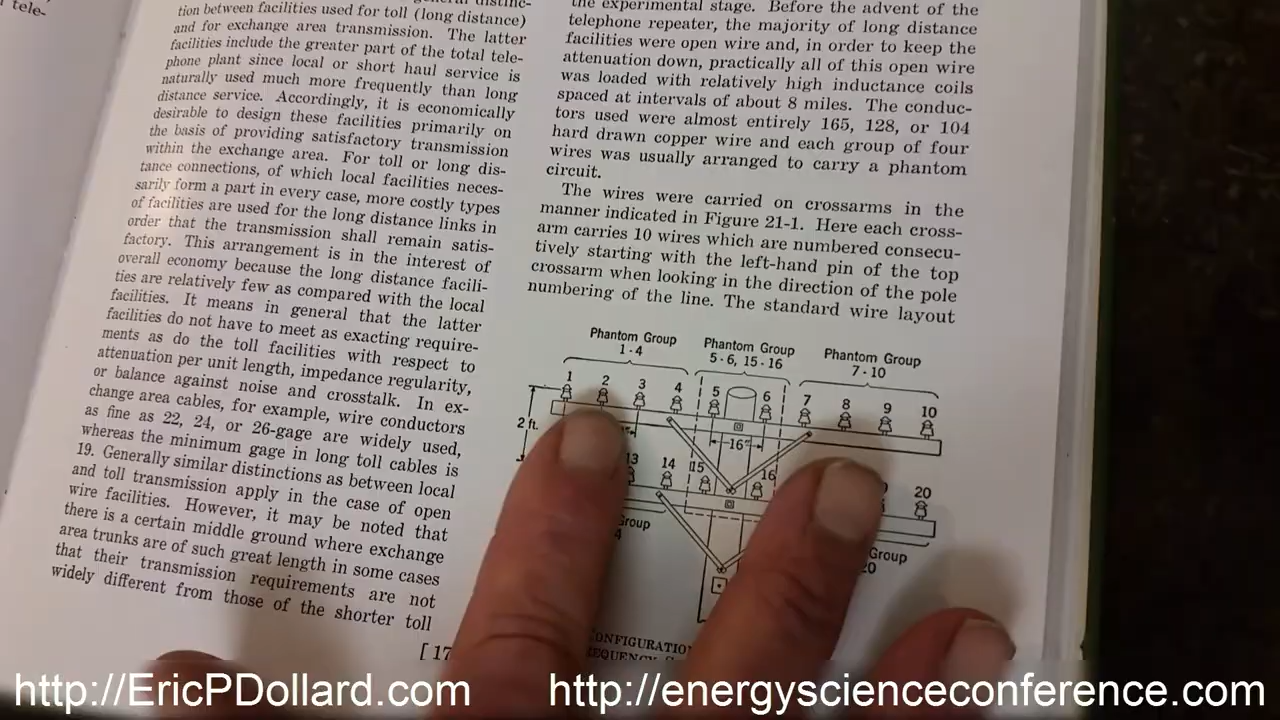 tele-
general distinc-
tion between facilities used for toll (long distance)
and for exchange area transmission. The latter
facilities include the greater part of the total tele-
phone plant since local or short haul service is
naturally used much more frequently than long
distance service. Accordingly, it is economically
desirable to design these facilities primarily on
the basis of providing satisfactory transmission
within the exchange area. For toll or long dis-
tance connections, of which local facilities neces-
sarily form a part in every case, more costly types
of facilities are used for the long distance links in
order that the transmission shall remain satis-
factory. This arrangement is in the interest of
overall economy because the long distance facili-
ties are relatively few as compared with the local
facilities. It means in general that the latter
facilities do not have to meet as exacting require-
ments as do the toll facilities with respect to
attenuation per unit length, impedance regularity,
or balance against noise and crosstalk. In ex-
change area cables, for example, wire conductors
as fine as 22, 24, or 26-gage are widely used,
whereas the minimum gage in long toll cables is
19. Generally similar distinctions as between local
and toll transmission apply in the case of open
wire facilities. However, it may be noted that
there is a certain middle ground where exchange
area trunks are of such great length in some cases
that their transmission requirements are not
widely different from those of the shorter toll
[ 17
the experimental stage. Before the advent of the
telephone repeater, the majority of long distance
facilities were open wire and, in order to keep the
attenuation down, practically all of this open wire
was loaded with relatively high inductance coils
spaced at intervals of about 8 miles. The conduc-
tors used were almost entirely 165, 128, or 104
hard drawn copper wire and each group of four
wires was usually arranged to carry a phantom
circuit.
The wires were carried on crossarms in the
manner indicated in Figure 21-1. Here each cross-
arm carries 10 wires which are numbered consecu-
tively starting with the left-hand pin of the top
crossarm when looking in the direction of the pole
numbering of the line. The standard wire layout
Phantom Group
1 - 4
Phantom Group
5 - 6, 15 - 16
Phantom Group
7 - 10
1 2 3 4 5 6 7 8 9 10
2 ft.
16"
13 14 15 16 20
Group
4
Group
20
CONFIGURATION
http://EricPDollard.com
http://energyscienceconference.com